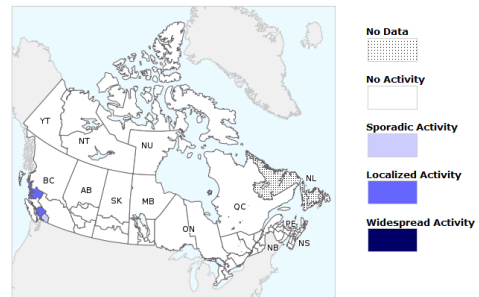 No Data
No Activity
Sporadic Activity
Localized Activity
Widespread Activity
YT
NT
NU
BC
AB
SK
MB
ON
QC
NL
PE
NB
NS